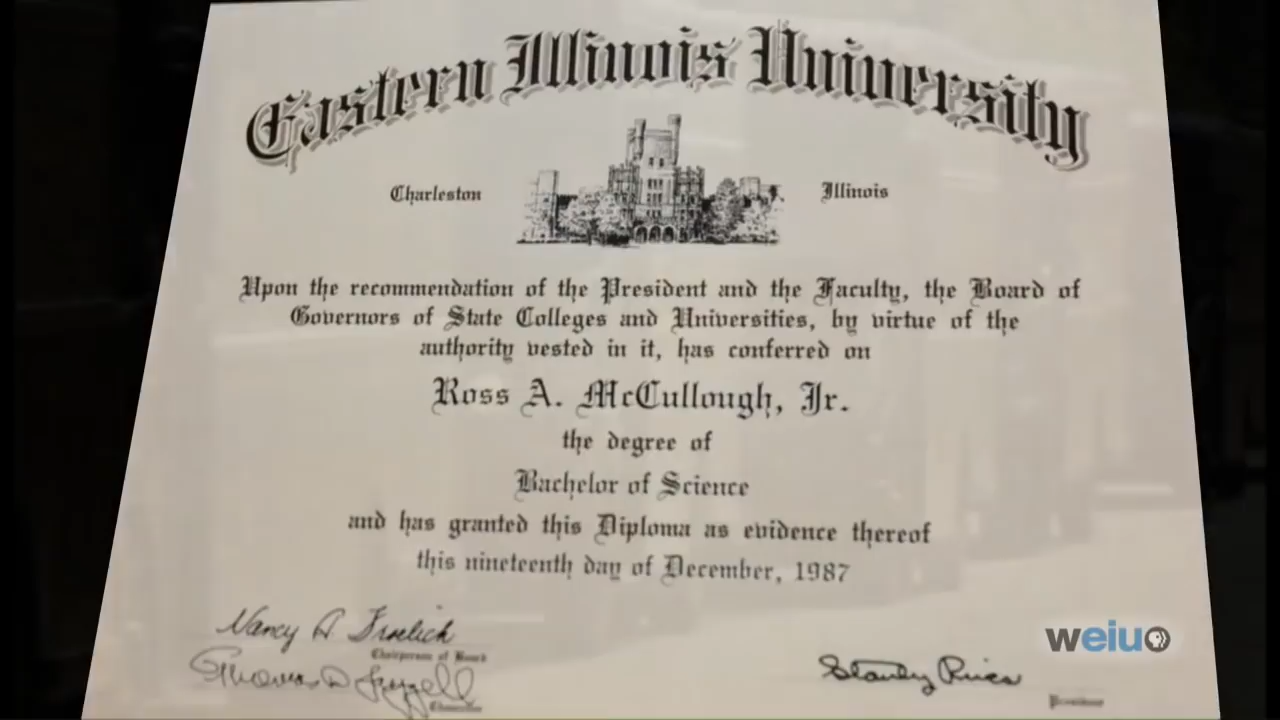 Eastern Illinois University
Charleston Illinois
Upon the recommendation of the President and the Faculty, the Board of
Governors of State Colleges and Universities, by virtue of the
authority vested in it, has conferred on
Ross A. McCullough, Jr.
the degree of
Bachelor of Science
and has granted this Diploma as evidence thereof
this nineteenth day of December, 1987
Nancy H Froelich
Chairperson of Board
Stanley Rives
Chancellor
President
weiu PBS